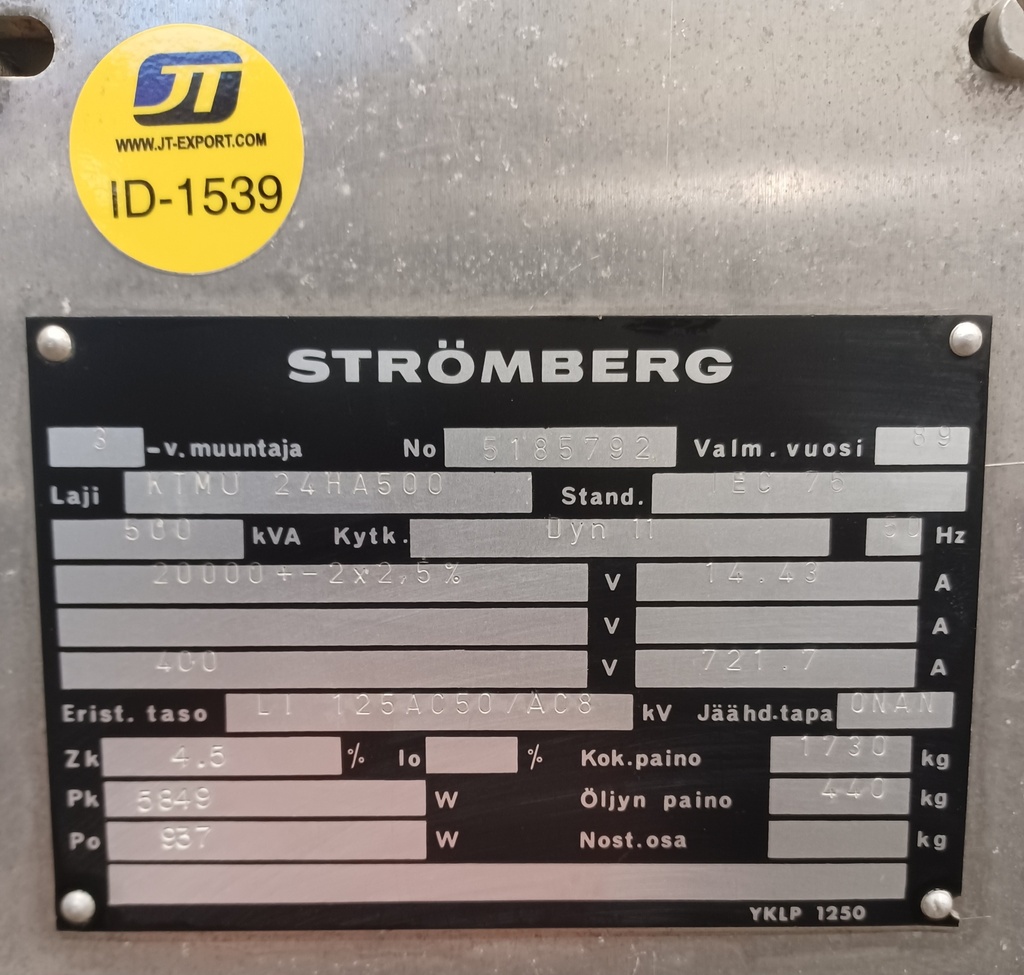 JT
WWW.JT-EXPORT.COM
ID-1539
STRÖMBERG
3 -v.muuntaja No 5185792 Valm.vuosi 89
Laji KTMU 24HA500 Stand. IEC 76
500 kVA Kytk. Dyn 11 50 Hz
20000+-2x2,5% V 14.43 A
V A
400 V 721.7 A
Erist. taso LI 125AC50/AC8 kV Jäähd-tapa ONAN
Zk 4.5 % Io % Kok.paino 1730 kg
Pk 5849 W Öljyn paino 440 kg
Po 957 W Nost.osa kg
YKLP 1250